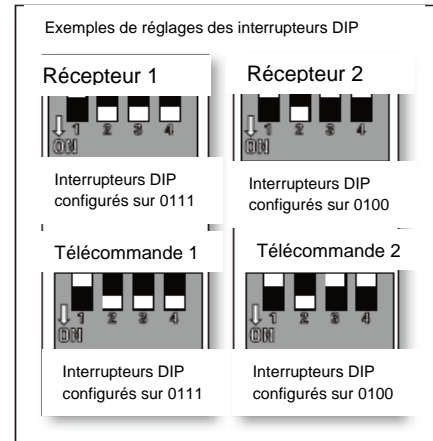 Exemples de réglages des interrupteurs DIP
Récepteur 1
1 2 3 4
ON
Interrupteurs DIP
configurés sur 0111
Récepteur 2
1 2 3 4
ON
Interrupteurs DIP
configurés sur 0100
Télécommande 1
1 2 3 4
ON
Interrupteurs DIP
configurés sur 0111
Télécommande 2
1 2 3 4
ON
Interrupteurs DIP
configurés sur 0100